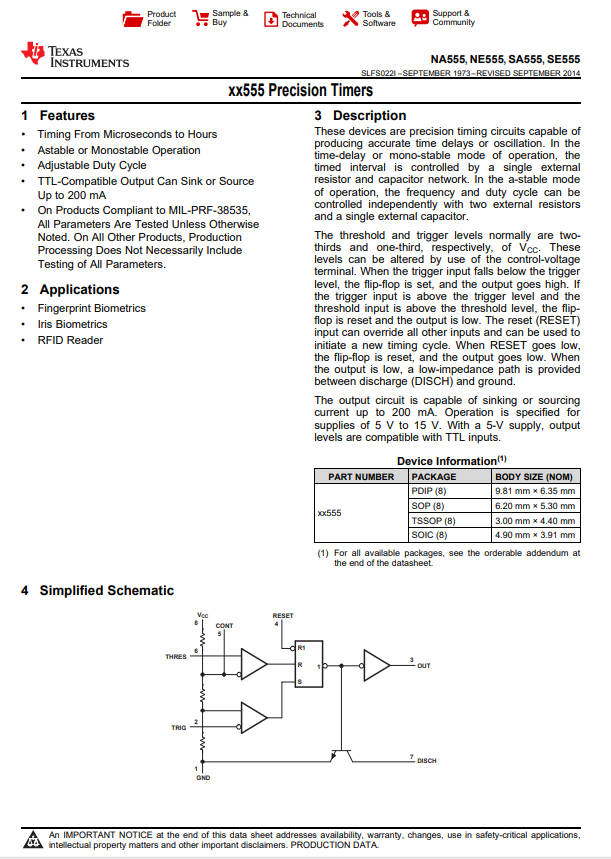 Product
Folder
Sample &
Buy
Technical
Documents
Tools &
Software
Support &
Community
TEXAS
INSTRUMENTS
NA555, NE555, SA555, SE555
SLFS022I – SEPTEMBER 1973 – REVISED SEPTEMBER 2014
xx555 Precision Timers
1 Features
• Timing From Microseconds to Hours
• Astable or Monostable Operation
• Adjustable Duty Cycle
• TTL-Compatible Output Can Sink or Source
Up to 200 mA
• On Products Compliant to MIL-PRF-38535,
All Parameters Are Tested Unless Otherwise
Noted. On All Other Products, Production
Processing Does Not Necessarily Include
Testing of All Parameters.
2 Applications
• Fingerprint Biometrics
• Iris Biometrics
• RFID Reader
3 Description
These devices are precision timing circuits capable of
producing accurate time delays or oscillation. In the
time-delay or mono-stable mode of operation, the
timed interval is controlled by a single external
resistor and capacitor network. In the a-stable mode
of operation, the frequency and duty cycle can be
controlled independently with two external resistors
and a single external capacitor.
The threshold and trigger levels normally are two-
thirds and one-third, respectively, of VCC. These
levels can be altered by use of the control-voltage
terminal. When the trigger input falls below the trigger
level, the flip-flop is set, and the output goes high. If
the trigger input is above the trigger level and the
threshold input is above the threshold level, the flip-
flop is reset and the output is low. The reset (RESET)
input can override all other inputs and can be used to
initiate a new timing cycle. When RESET goes low,
the flip-flop is reset, and the output goes low. When
the output is low, a low-impedance path is provided
between discharge (DISCH) and ground.
The output circuit is capable of sinking or sourcing
current up to 200 mA. Operation is specified for
supplies of 5 V to 15 V. With a 5-V supply, output
levels are compatible with TTL inputs.
Device Information(1)
PART NUMBER PACKAGE BODY SIZE (NOM)
xx555
PDIP (8) 9.81 mm × 6.35 mm
SOP (8) 6.20 mm × 5.30 mm
TSSOP (8) 3.00 mm × 4.40 mm
SOIC (8) 4.90 mm × 3.91 mm
(1) For all available packages, see the orderable addendum at
the end of the datasheet.
4 Simplified Schematic
VCC
8
CONT
5
RESET
4
THRES
6
R1
R
S
1
3
OUT
TRIG
2
1
GND
7
DISCH
An IMPORTANT NOTICE at the end of this data sheet addresses availability, warranty, changes, use in safety-critical applications,
intellectual property matters and other important disclaimers. PRODUCTION DATA.